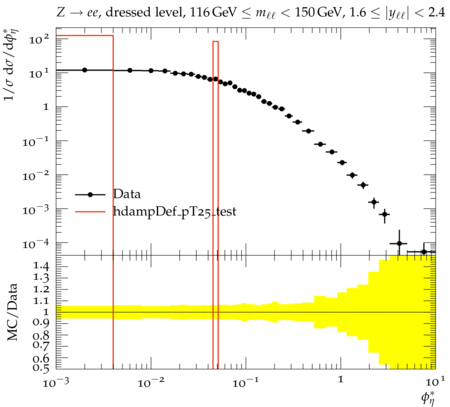 Z → ee, dressed level, 116 GeV ≤ mℓℓ < 150 GeV, 1.6 ≤ |yℓℓ| < 2.4
1/σ dσ/dϕ*η
10²
10¹
1
10⁻¹
10⁻²
10⁻³
10⁻⁴
Data
hdampDef_pT25_test
MC/Data
1.4
1.3
1.2
1.1
1
0.9
0.8
0.7
0.6
0.5
10⁻³ 10⁻² 10⁻¹ 1 10¹
ϕ*η